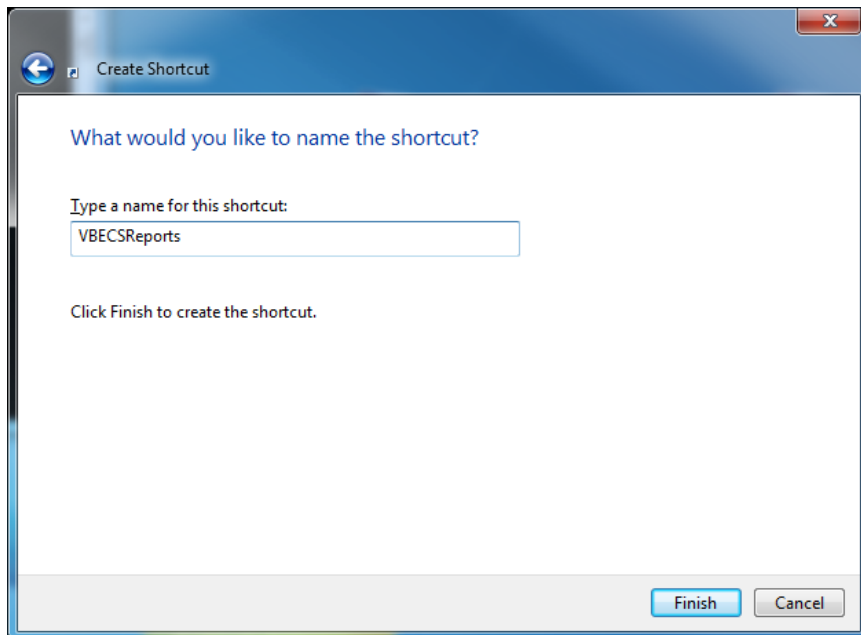 Create Shortcut
What would you like to name the shortcut?
Type a name for this shortcut:
VBECSReports
Click Finish to create the shortcut.
Finish Cancel